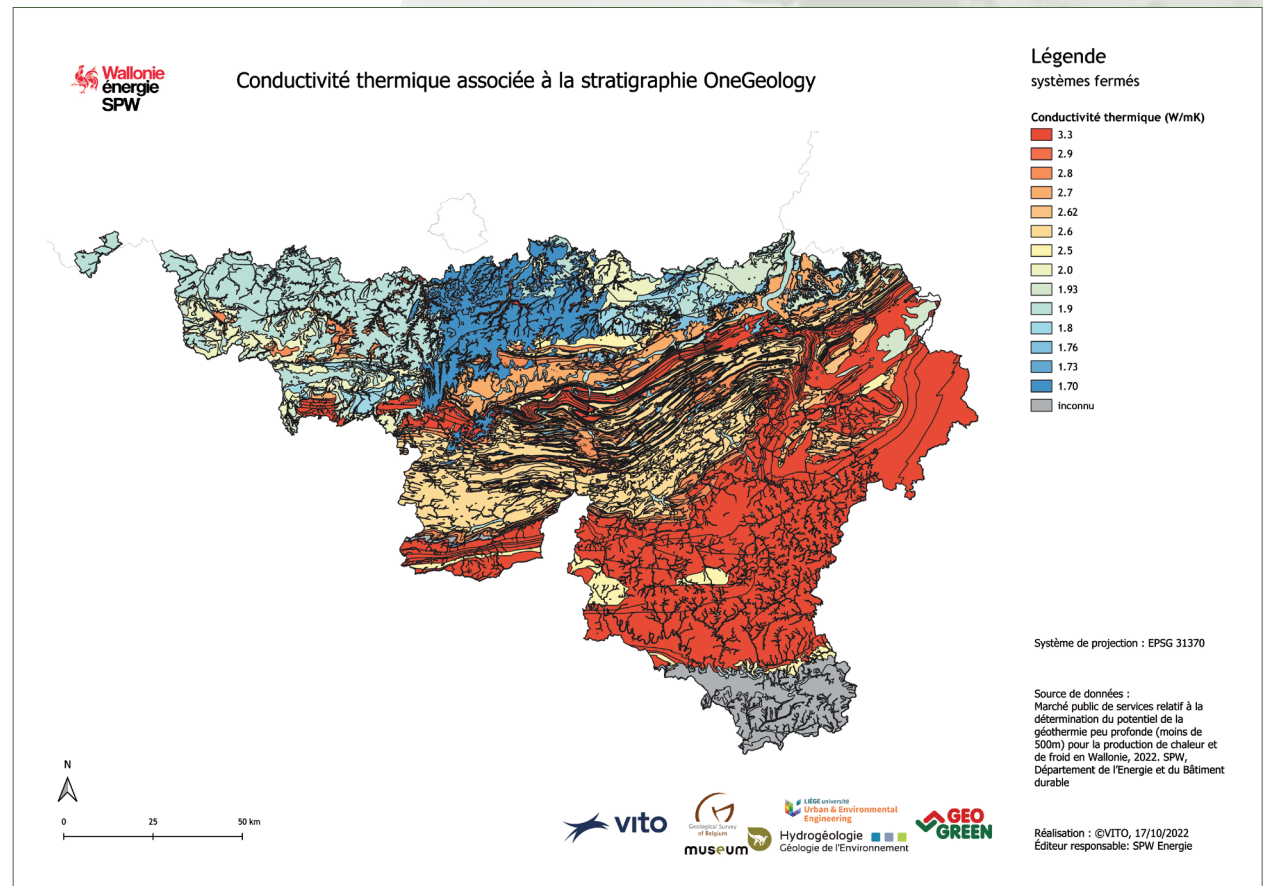 Wallonie
énergie
SPW
Conductivité thermique associée à la stratigraphie OneGeology
Légende
systèmes fermés
Conductivité thermique (W/mK)
3.3
2.9
2.8
2.7
2.62
2.6
2.5
2.0
1.93
1.9
1.8
1.76
1.73
1.70
inconnu
Système de projection : EPSG 31370
Source de données :
Marché public de services relatif à la
détermination du potentiel de la
géothermie peu profonde (moins de
500m) pour la production de chaleur et
de froid en Wallonie, 2022. SPW,
Département de l'Energie et du Bâtiment
durable
Réalisation : ©VITO, 17/10/2022
Éditeur responsable: SPW Energie
N
0 25 50 km
vito
Geological Survey
of Belgium
museum
LIÈGE université
Urban & Environmental
Engineering
Hydrogéologie
Géologie de l'Environnement
GEO
GREEN